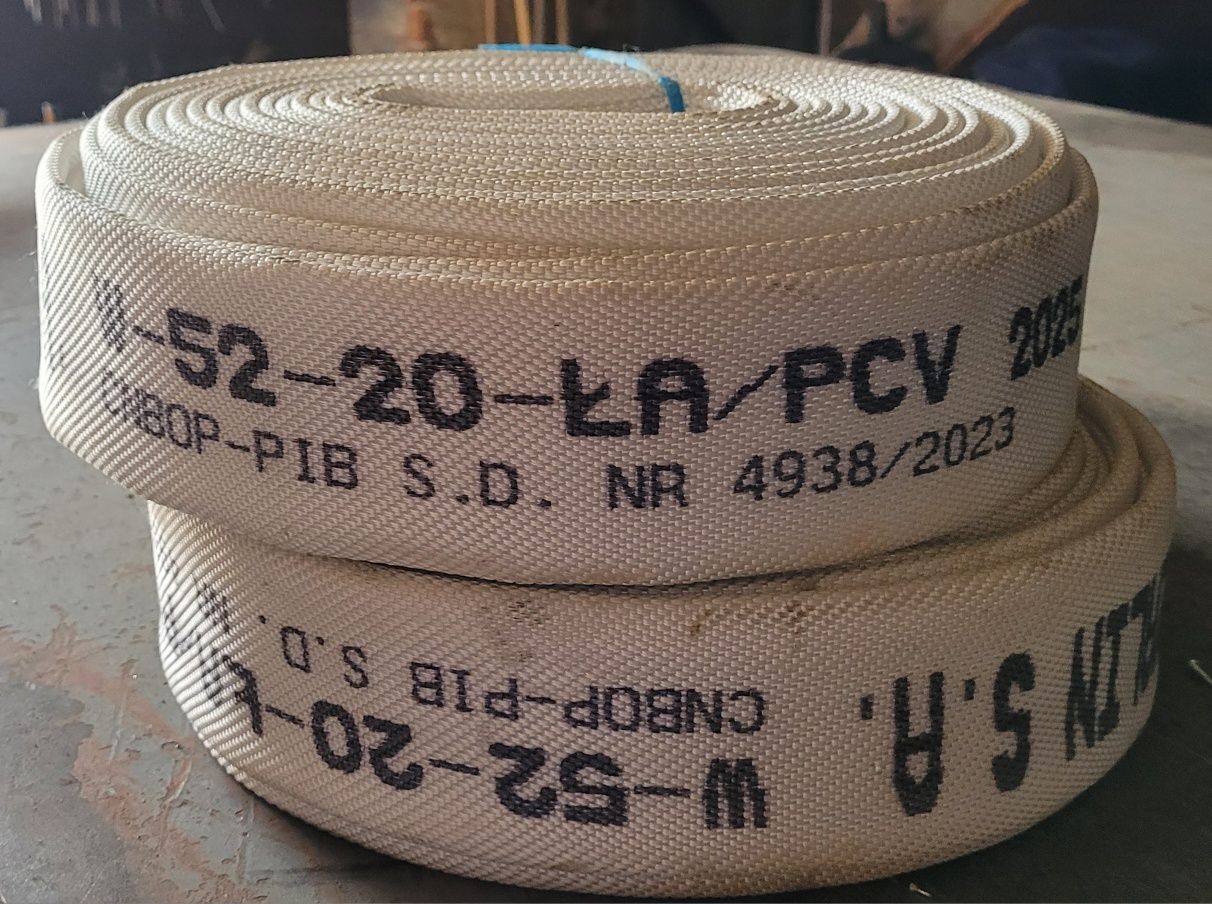 W-52-20-ŁA/PCV 2025
CNBOP-PIB S.D. NR 4938/2023
S.A.
W-52-20-Ł
CNBOP-PIB S.D.